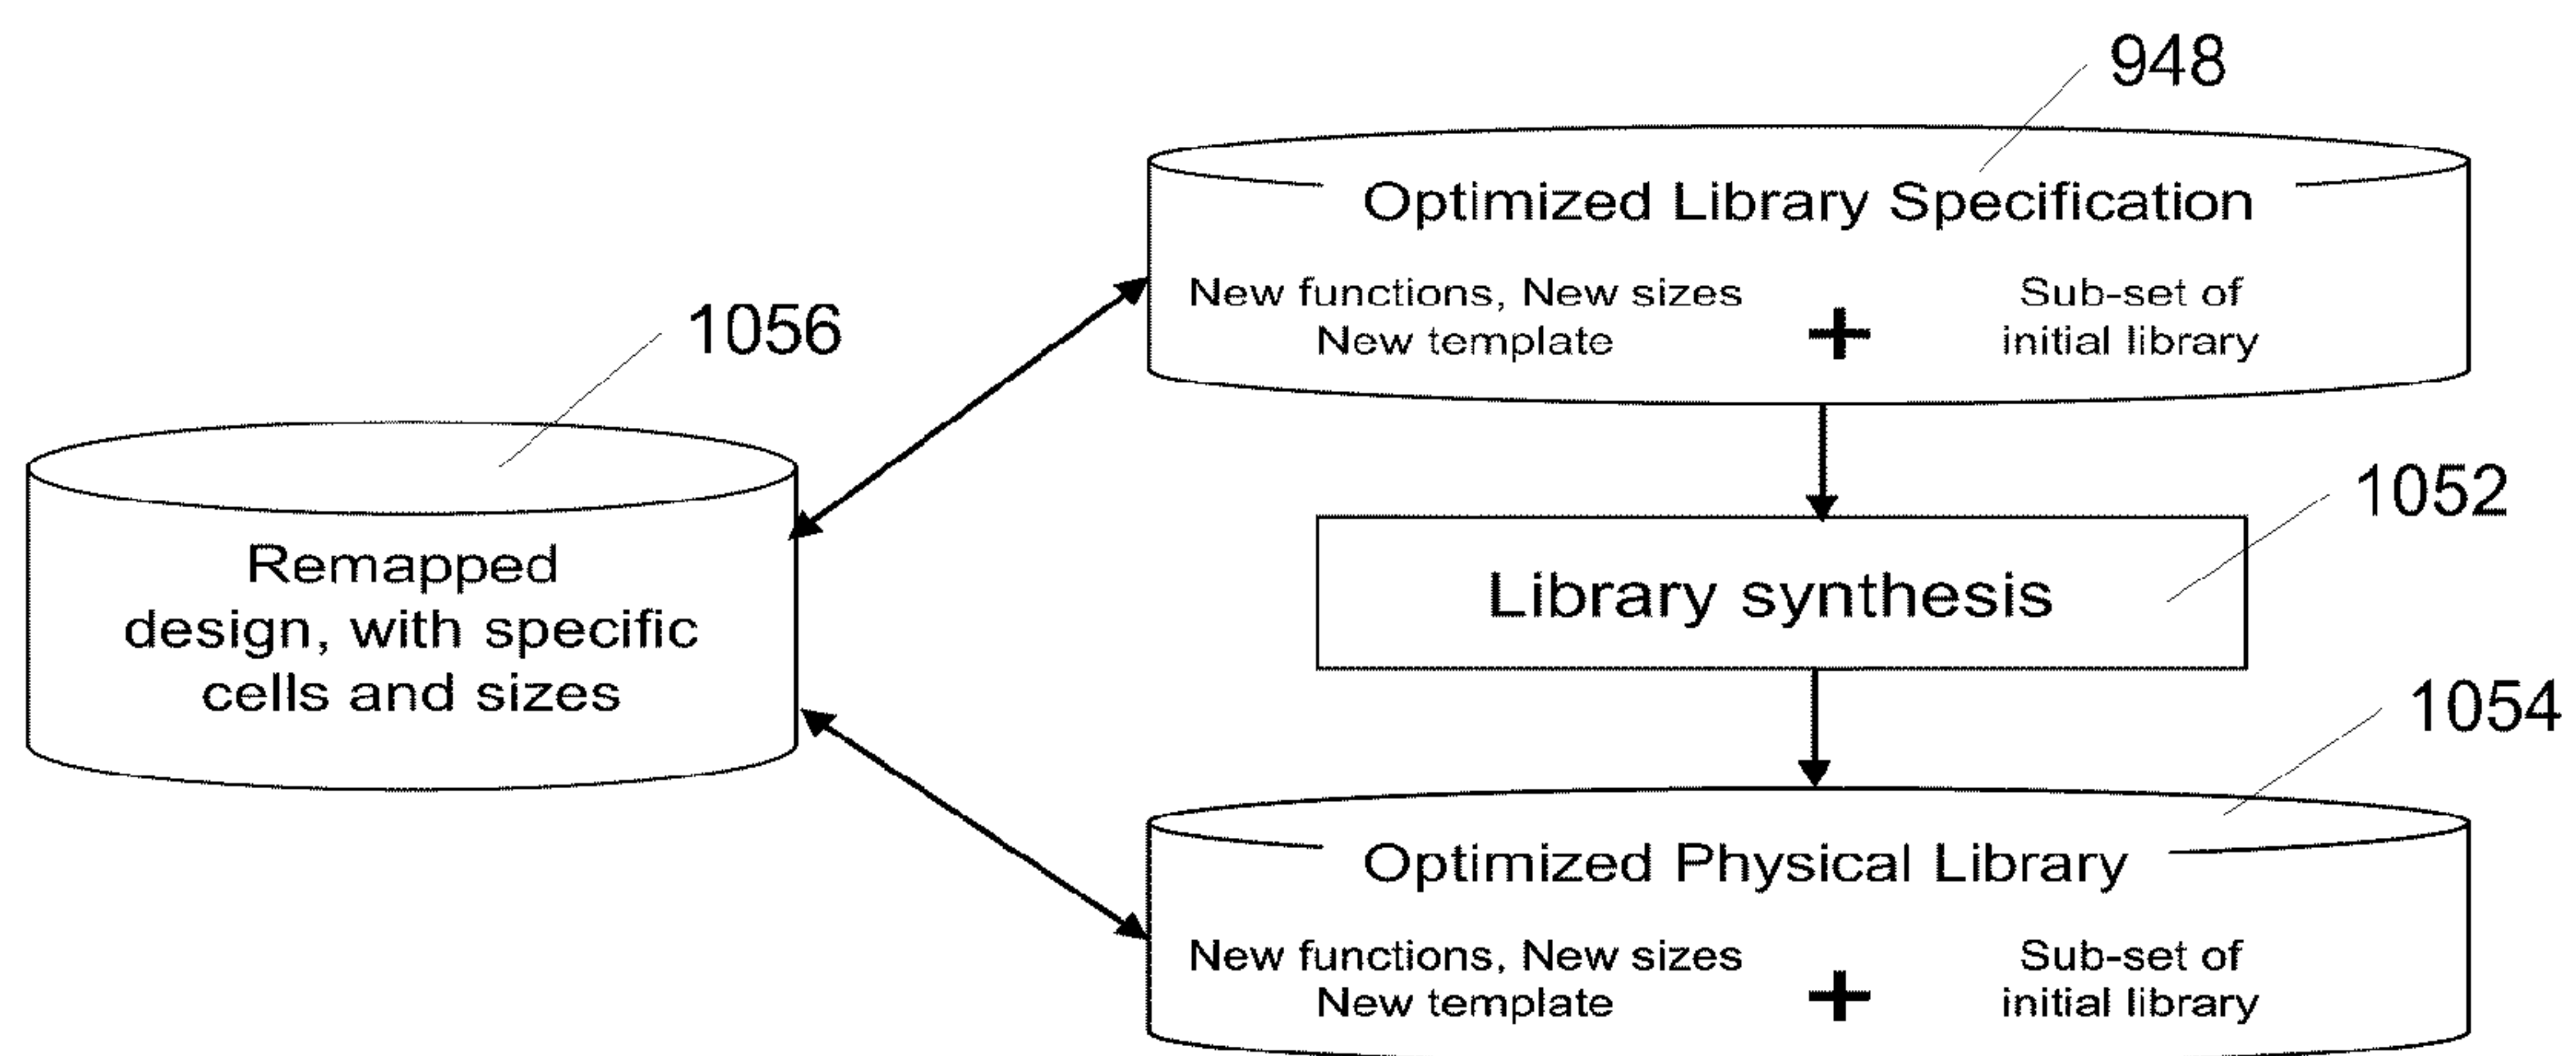 948
Optimized Library Specification
New functions, New sizes
New template
+
Sub-set of
initial library
1056
Remapped
design, with specific
cells and sizes
1052
Library synthesis
1054
Optimized Physical Library
New functions, New sizes
New template
+
Sub-set of
initial library